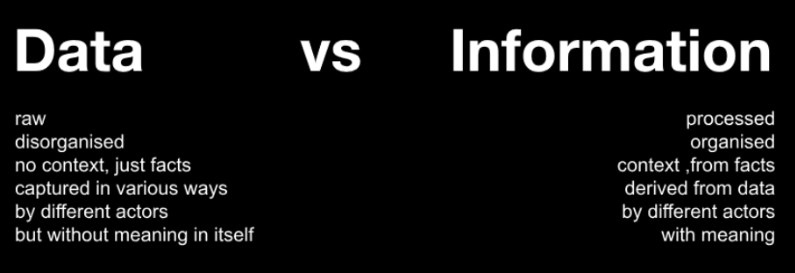 Data vs Information
raw
disorganised
no context, just facts
captured in various ways
by different actors
but without meaning in itself
processed
organised
context ,from facts
derived from data
by different actors
with meaning